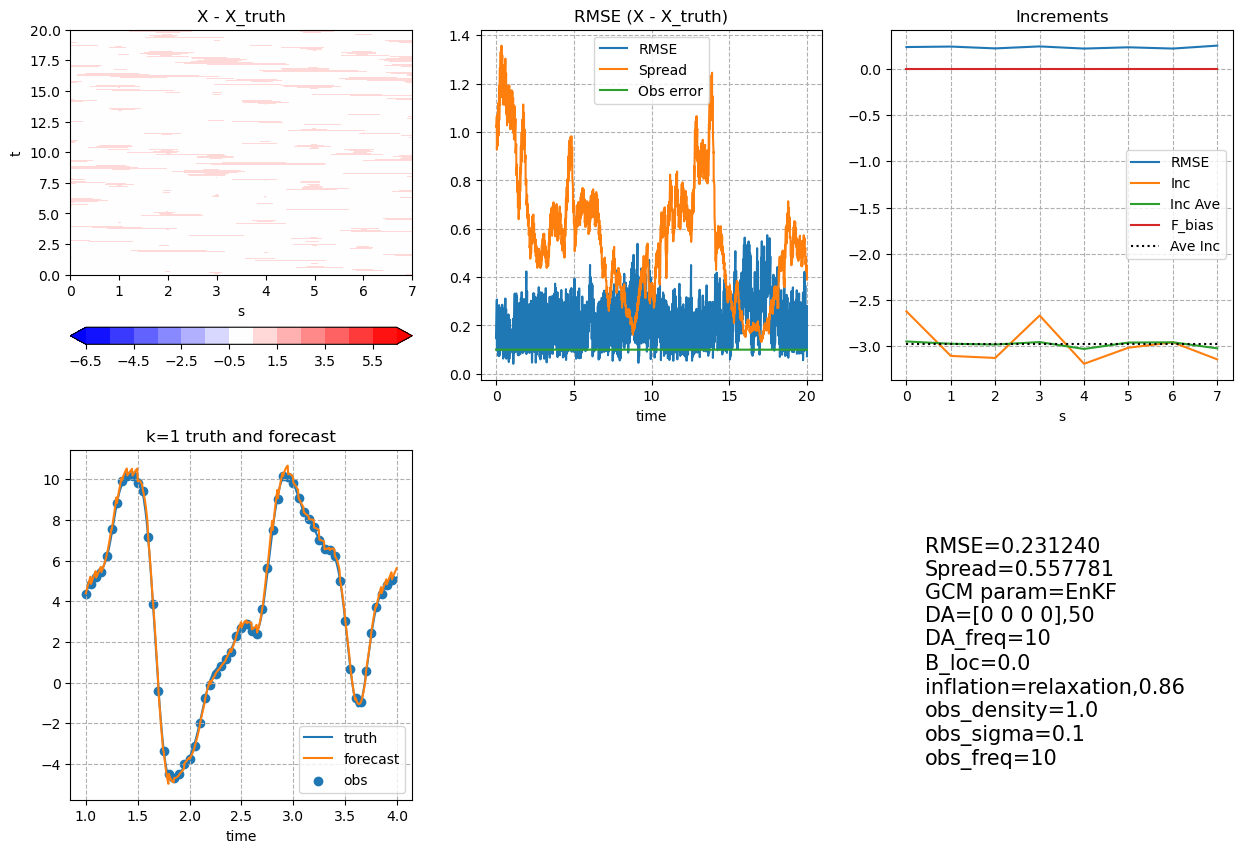 X - X_truth
20.0
17.5
15.0
12.5
10.0
7.5
5.0
2.5
0.0
t
0 1 2 3 4 5 6 7
s
−6.5 −4.5 −2.5 −0.5 1.5 3.5 5.5
RMSE (X - X_truth)
1.4
1.2
1.0
0.8
0.6
0.4
0.2
0.0
RMSE
Spread
Obs error
0 5 10 15 20
time
Increments
0.0
−0.5
−1.0
−1.5
−2.0
−2.5
−3.0
RMSE
Inc
Inc Ave
F_bias
Ave Inc
0 1 2 3 4 5 6 7
s
k=1 truth and forecast
10
8
6
4
2
0
−2
−4
truth
forecast
obs
1.0 1.5 2.0 2.5 3.0 3.5 4.0
time
RMSE=0.231240
Spread=0.557781
GCM param=EnKF
DA=[0 0 0 0],50
DA_freq=10
B_loc=0.0
inflation=relaxation,0.86
obs_density=1.0
obs_sigma=0.1
obs_freq=10